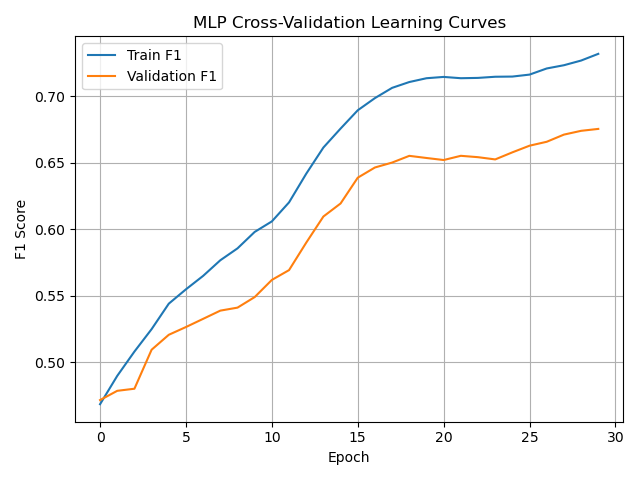 MLP Cross-Validation Learning Curves
Train F1
Validation F1
F1 Score
0.70
0.65
0.60
0.55
0.50
0 5 10 15 20 25 30
Epoch